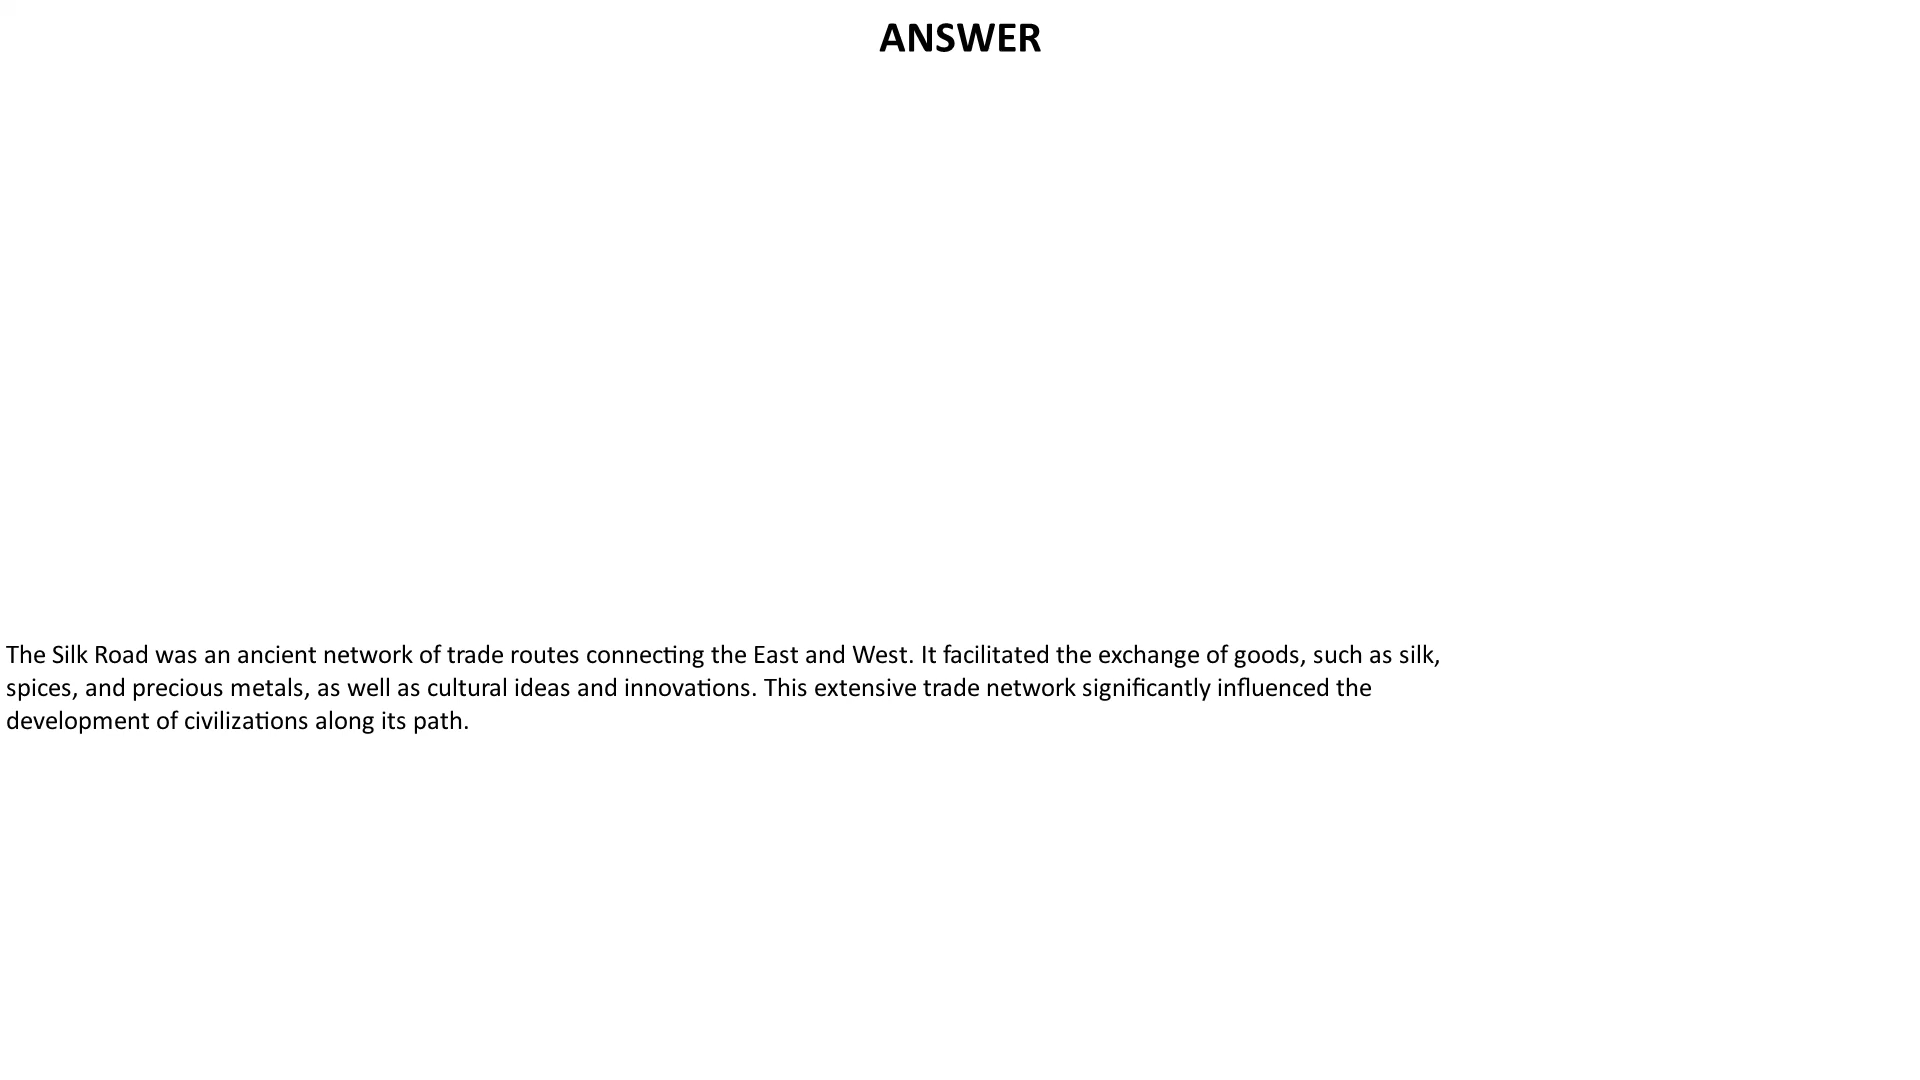 ANSWER
The Silk Road was an ancient network of trade routes connecting the East and West. It facilitated the exchange of goods, such as silk,
spices, and precious metals, as well as cultural ideas and innovations. This extensive trade network significantly influenced the
development of civilizations along its path.